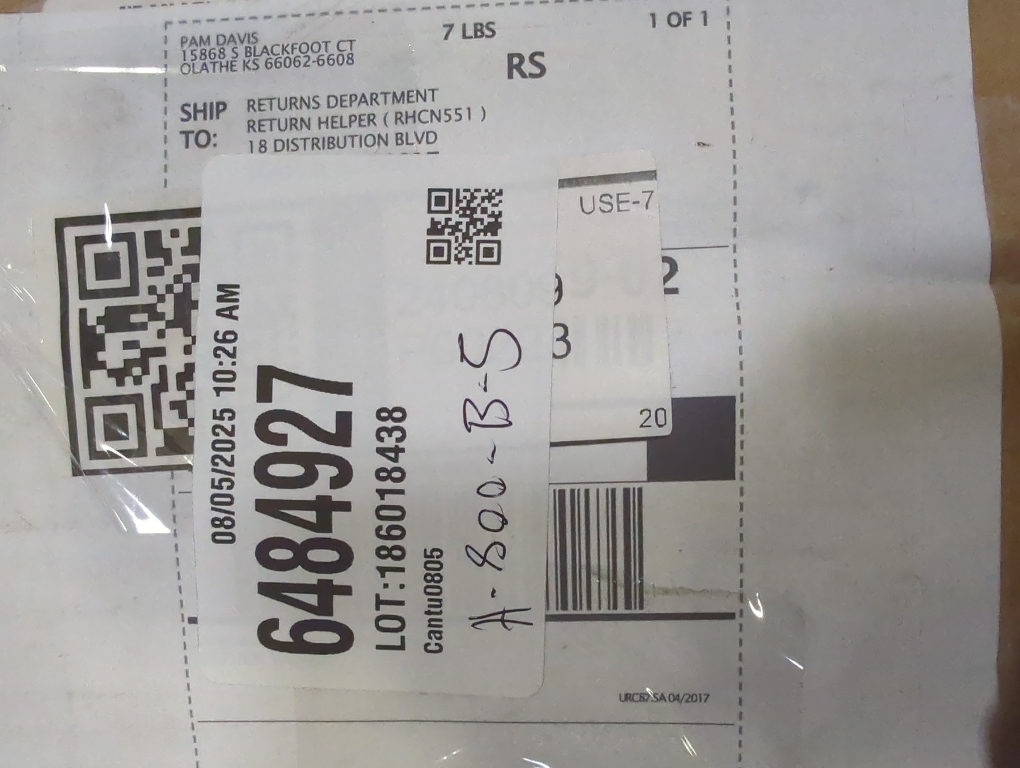 PAM DAVIS
15868 S BLACKFOOT CT
OLATHE KS 66062-6608
7 LBS
1 OF 1
RS
SHIP TO:
RETURNS DEPARTMENT
RETURN HELPER ( RHCN551 )
18 DISTRIBUTION BLVD
USE-7
2
3
20
08/05/2025 10:26 AM
6484927
LOT:186018438
Cantu0805
A-800-B-5
URC87.5A 04/2017